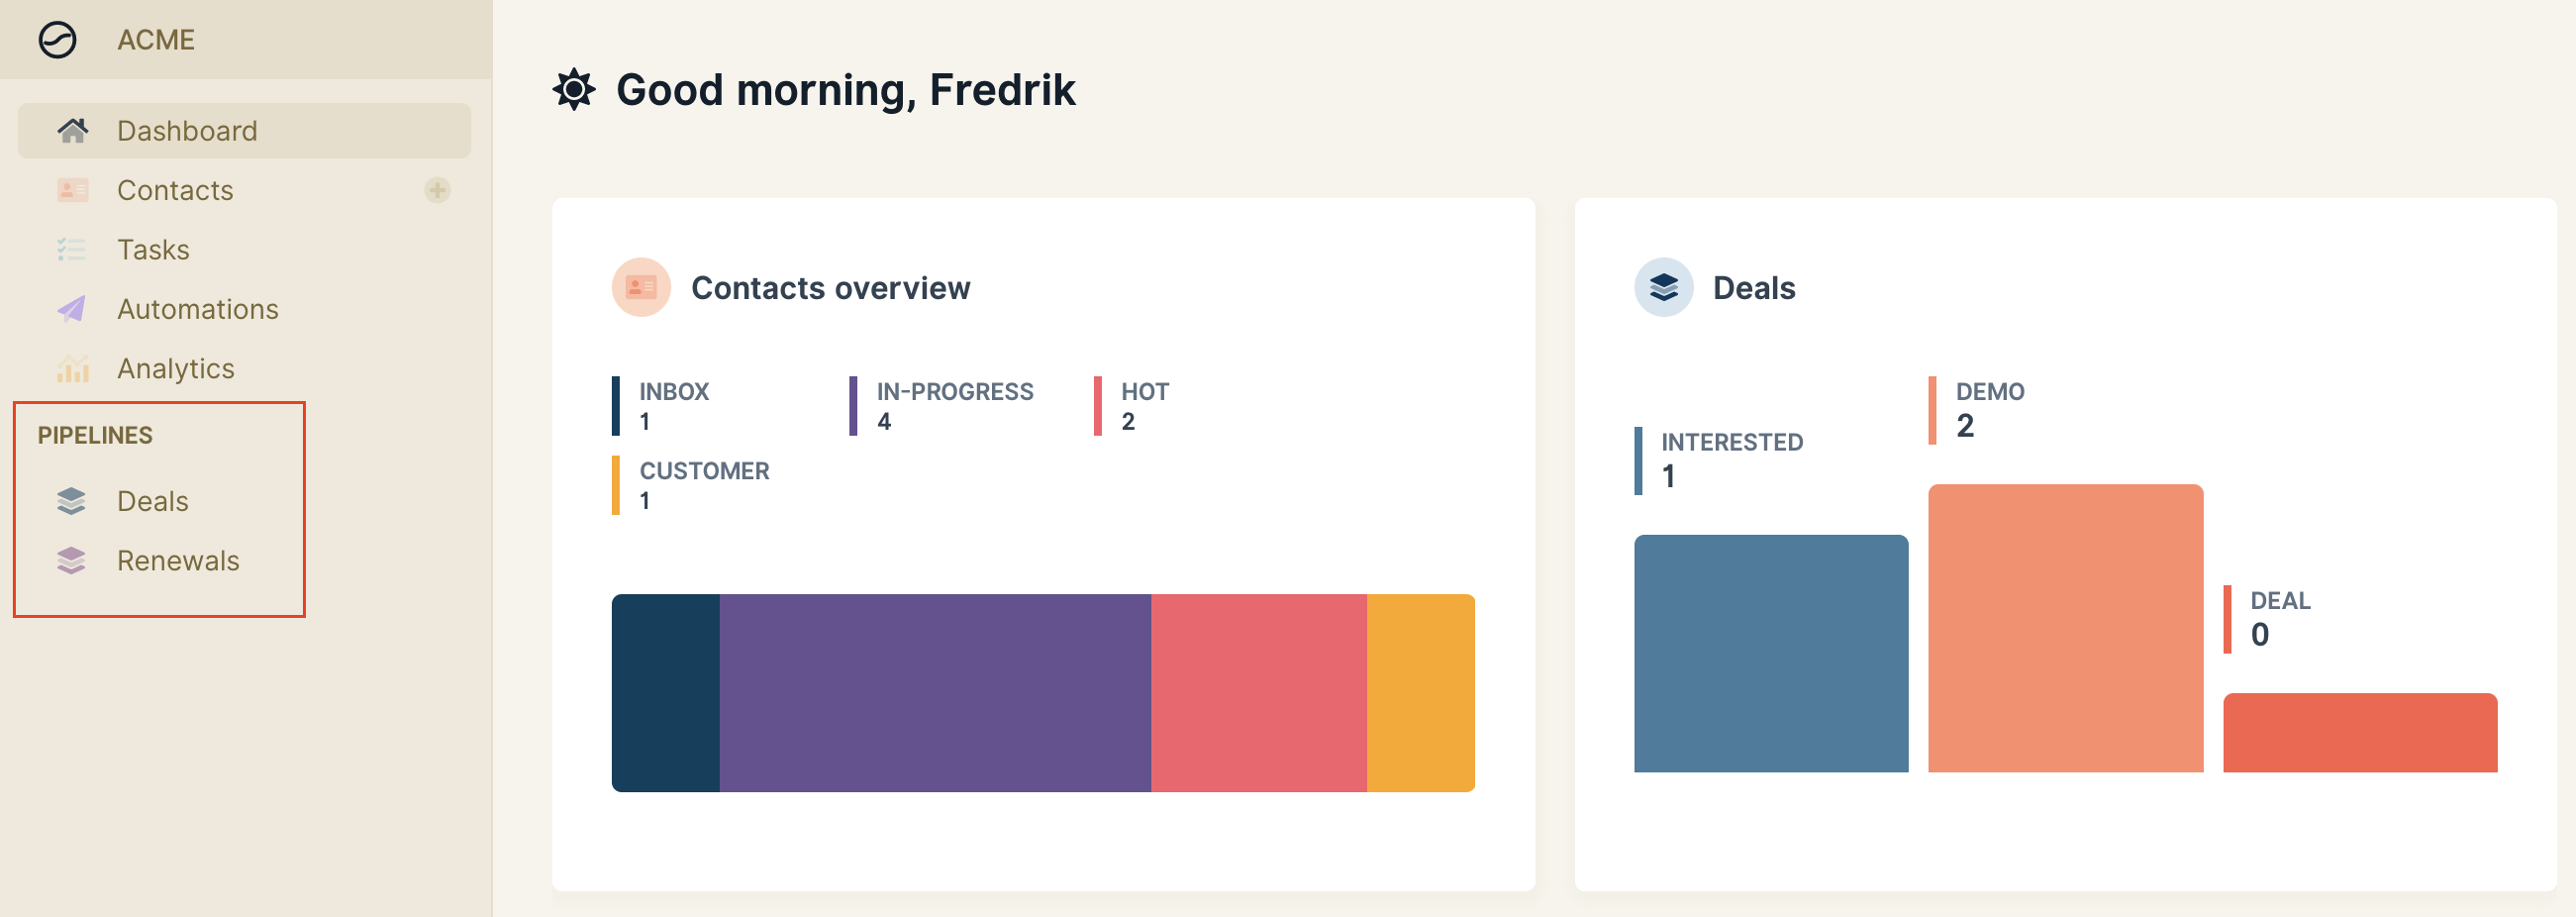 ACME
Dashboard
Contacts
Tasks
Automations
Analytics
PIPELINES
Deals
Renewals
Good morning, Fredrik
Contacts overview
INBOX
1
IN-PROGRESS
4
HOT
2
CUSTOMER
1
Deals
INTERESTED
1
DEMO
2
DEAL
0